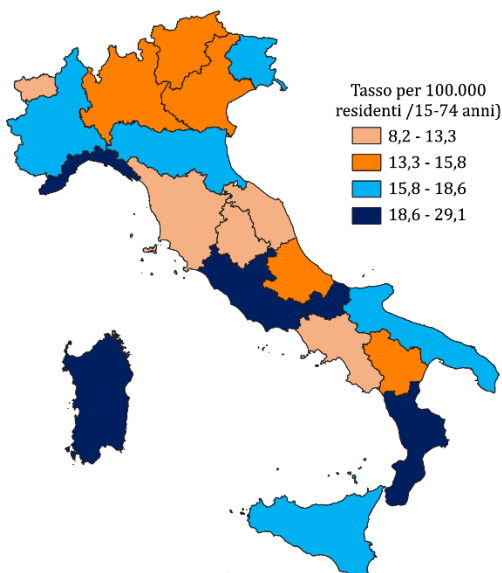 Tasso per 100.000
residenti /15-74 anni)
8,2 - 13,3
13,3 - 15,8
15,8 - 18,6
18,6 - 29,1